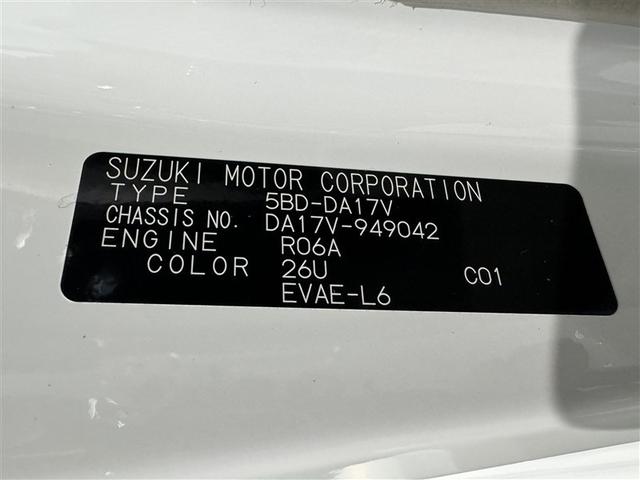 SUZUKI MOTOR CORPORATION
TYPE 5BD-DA17V
CHASSIS NO. DA17V-949042
ENGINE R06A
COLOR 26U C01
EVAE-L6